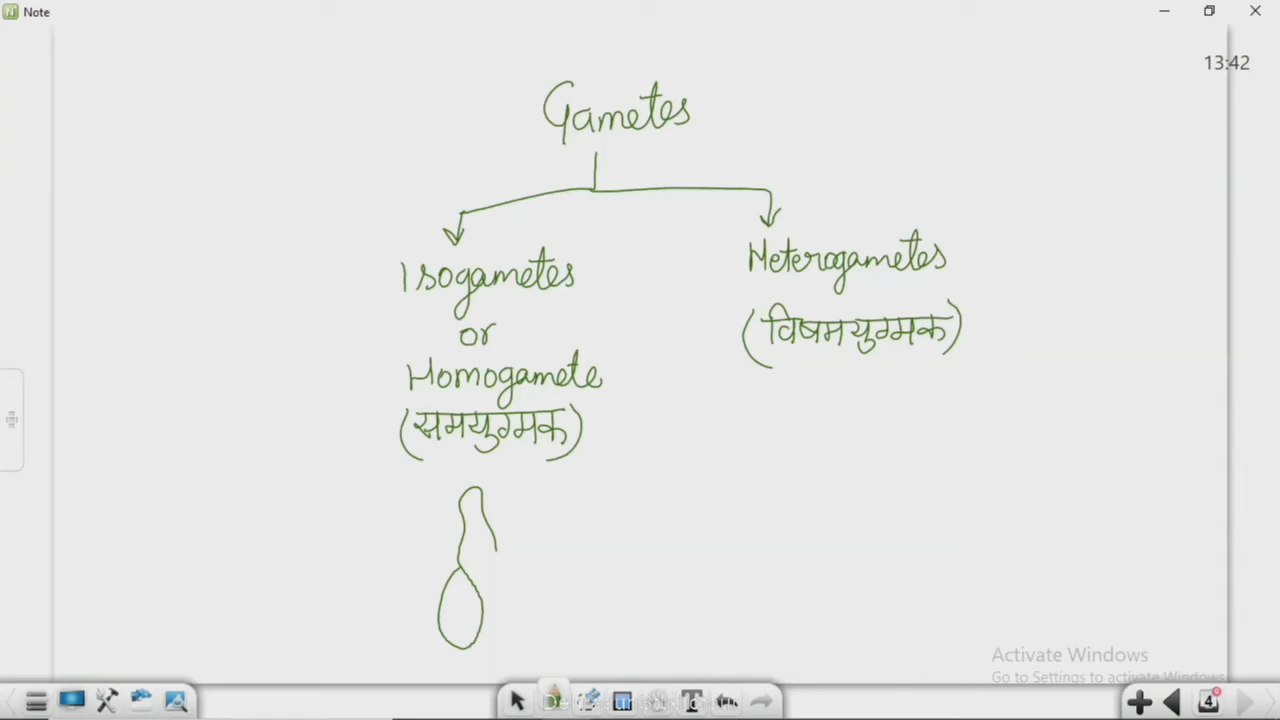 Note
13:42
Gametes
Isogametes
or
Homogamete
(समयुग्मक)
Heterogametes
(विषमयुग्मक)
Activate Windows
Go to Settings to activate Windows.
4